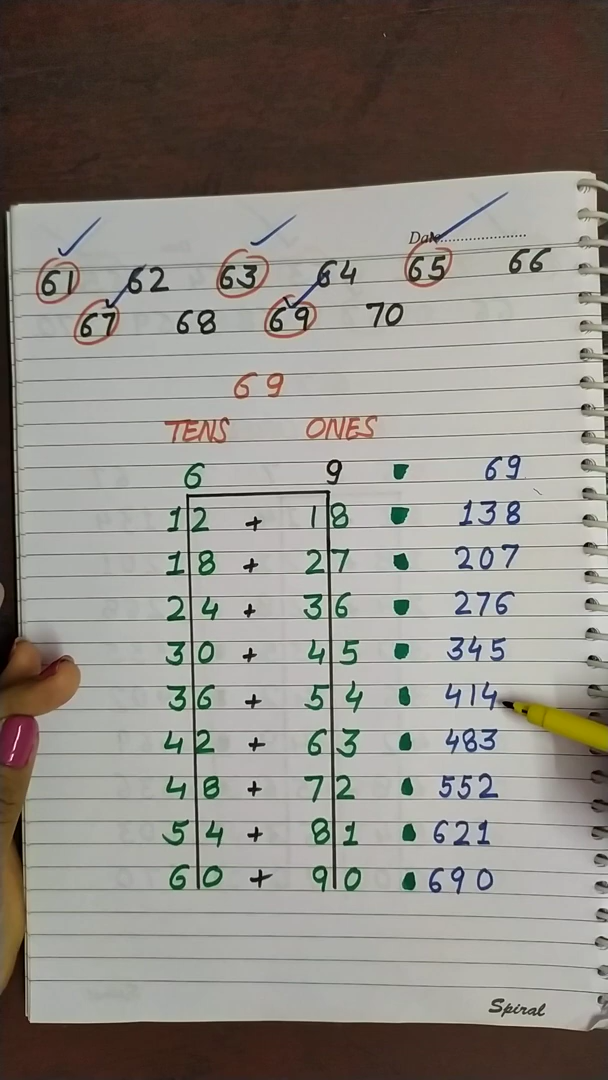 Date....................
61 62 63 64 65 66
67 68 69 70
69
TENS ONES
6 9 ▪ 69
12 + 18 ▪ 138
18 + 27 ▪ 207
24 + 36 ▪ 276
30 + 45 ▪ 345
36 + 54 ▪ 414
42 + 63 ▪ 483
48 + 72 ▪ 552
54 + 81 ▪ 621
60 + 90 ▪ 690
Spiral